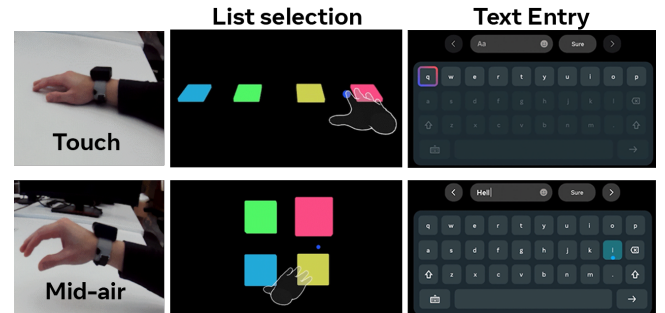 List selection
Text Entry
Touch
Aa
Sure
q w e r t y u i o p
a s d f g h j k l
z x c v b n m .
Mid-air
Hell
Sure
q w e r t y u i o p
a s d f g h j k l
z x c v b n m .